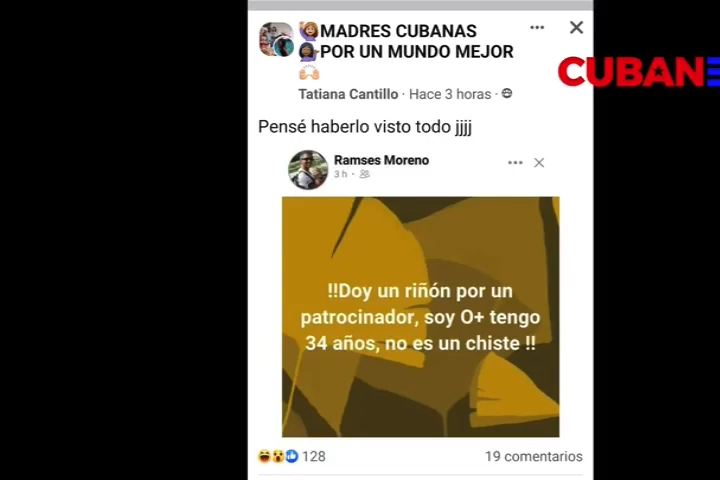 MADRES CUBANAS
POR UN MUNDO MEJOR
Tatiana Cantillo · Hace 3 horas ·
CUBANE
Pensé haberlo visto todo jjjj
Ramses Moreno
3 h ·
!!Doy un riñón por un
patrocinador, soy O+ tengo
34 años, no es un chiste !!
128
19 comentarios